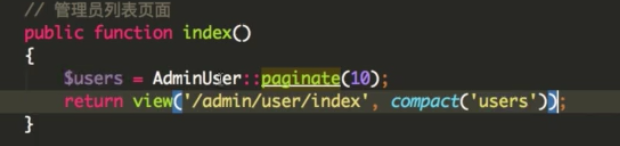 // 管理员列表页面
public function index()
{
$users = AdminUser::paginate(10);
return view('/admin/user/index', compact('users'));
}